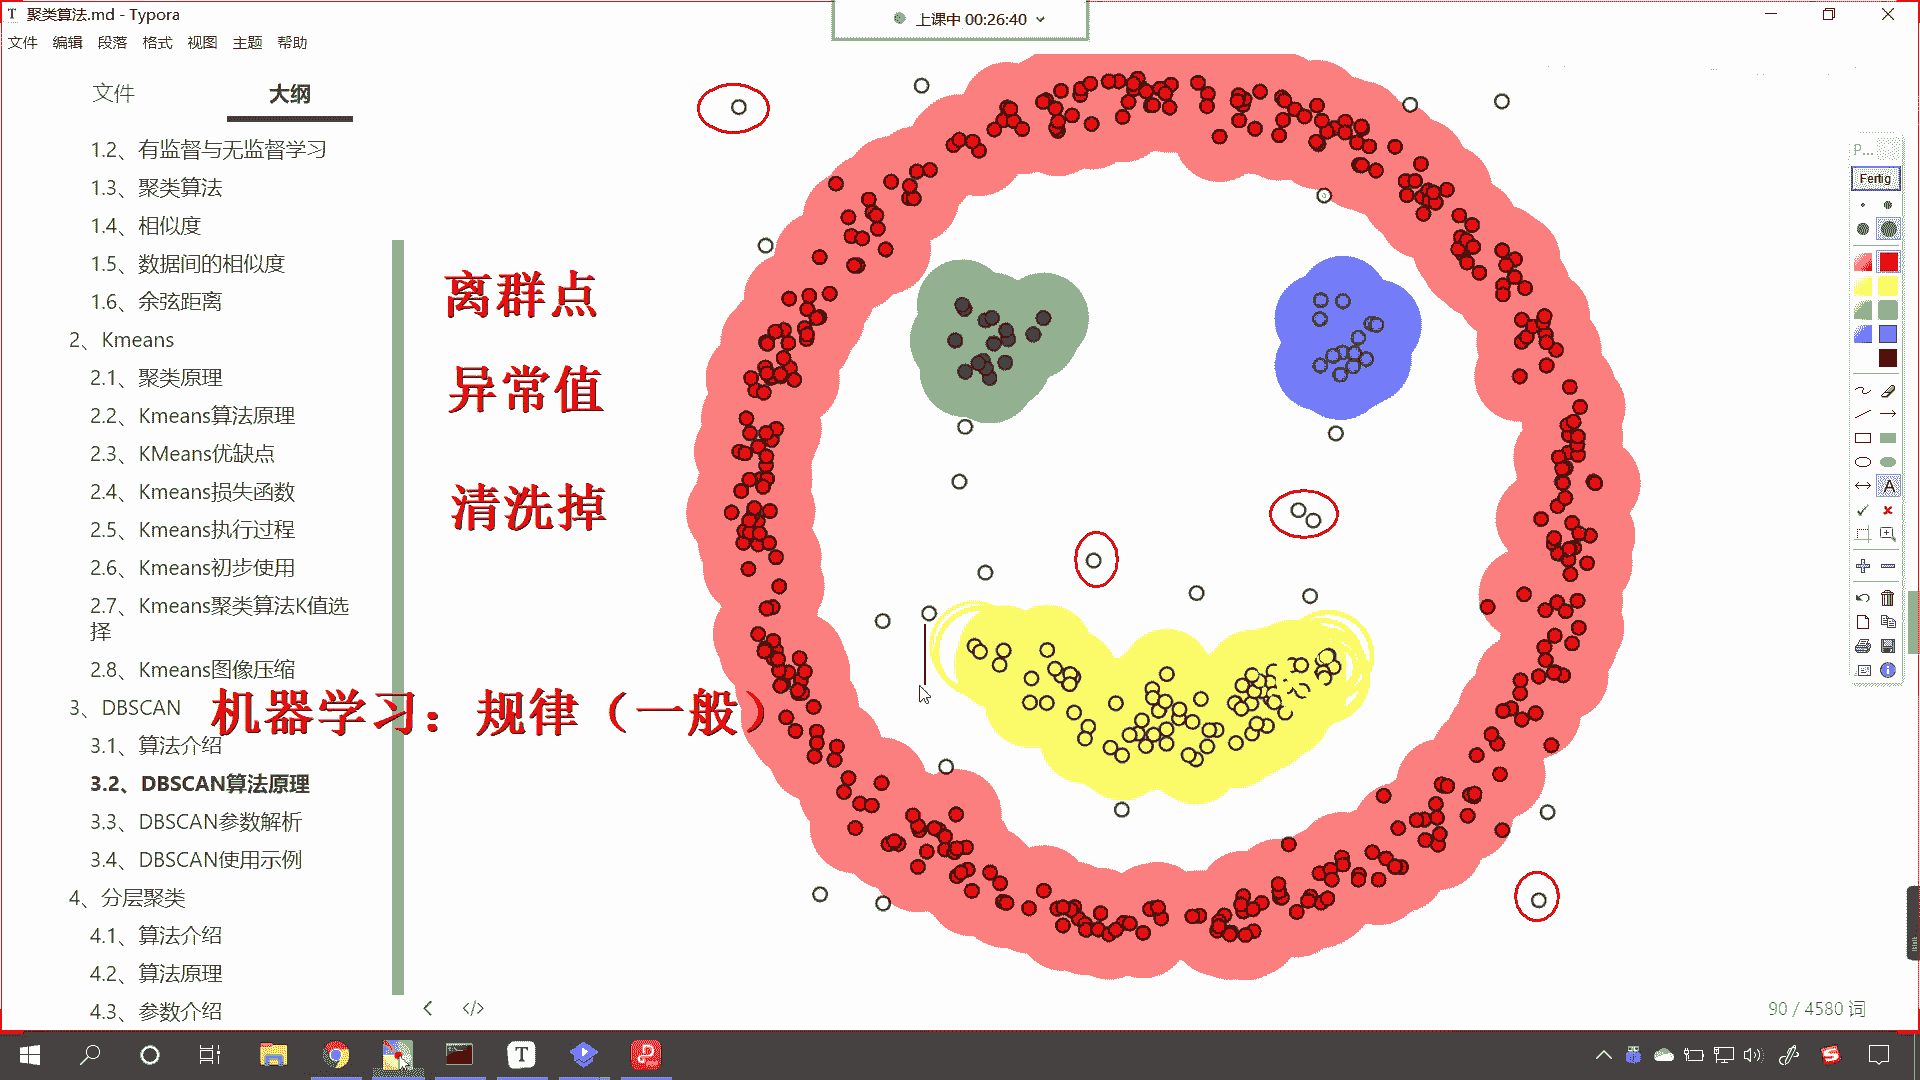 聚类算法.md - Typora
上课中 00:26:40
文件 编辑 段落 格式 视图 主题 帮助
文件 大纲
1.2、有监督与无监督学习
1.3、聚类算法
1.4、相似度
1.5、数据间的相似度
1.6、余弦距离
2、Kmeans
2.1、聚类原理
2.2、Kmeans算法原理
2.3、KMeans优缺点
2.4、Kmeans损失函数
2.5、Kmeans执行过程
2.6、Kmeans初步使用
2.7、Kmeans聚类算法K值选
择
2.8、Kmeans图像压缩
3、DBSCAN
3.1、算法介绍
3.2、DBSCAN算法原理
3.3、DBSCAN参数解析
3.4、DBSCAN使用示例
4、分层聚类
4.1、算法介绍
4.2、算法原理
4.3、参数介绍
离群点
异常值
清洗掉
机器学习：规律（一般）
P...
Fertig
A
90 / 4580 词